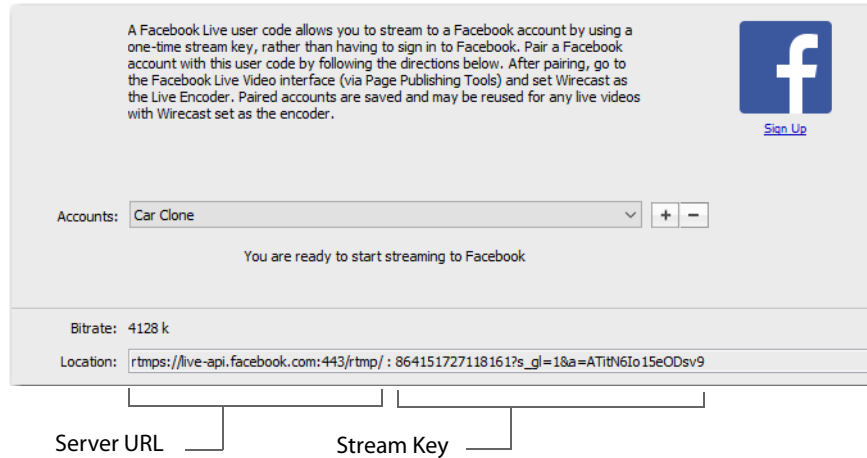 A Facebook Live user code allows you to stream to a Facebook account by using a
one-time stream key, rather than having to sign in to Facebook. Pair a Facebook
account with this user code by following the directions below. After pairing, go to
the Facebook Live Video interface (via Page Publishing Tools) and set Wirecast as
the Live Encoder. Paired accounts are saved and may be reused for any live videos
with Wirecast set as the encoder.
f
Sign Up
Accounts: Car Clone + −
You are ready to start streaming to Facebook
Bitrate: 4128 k
Location: rtmps://live-api.facebook.com:443/rtmp/ : 864151727118161?s_gl=1&a=ATitN6Io15eODsv9
Server URL Stream Key